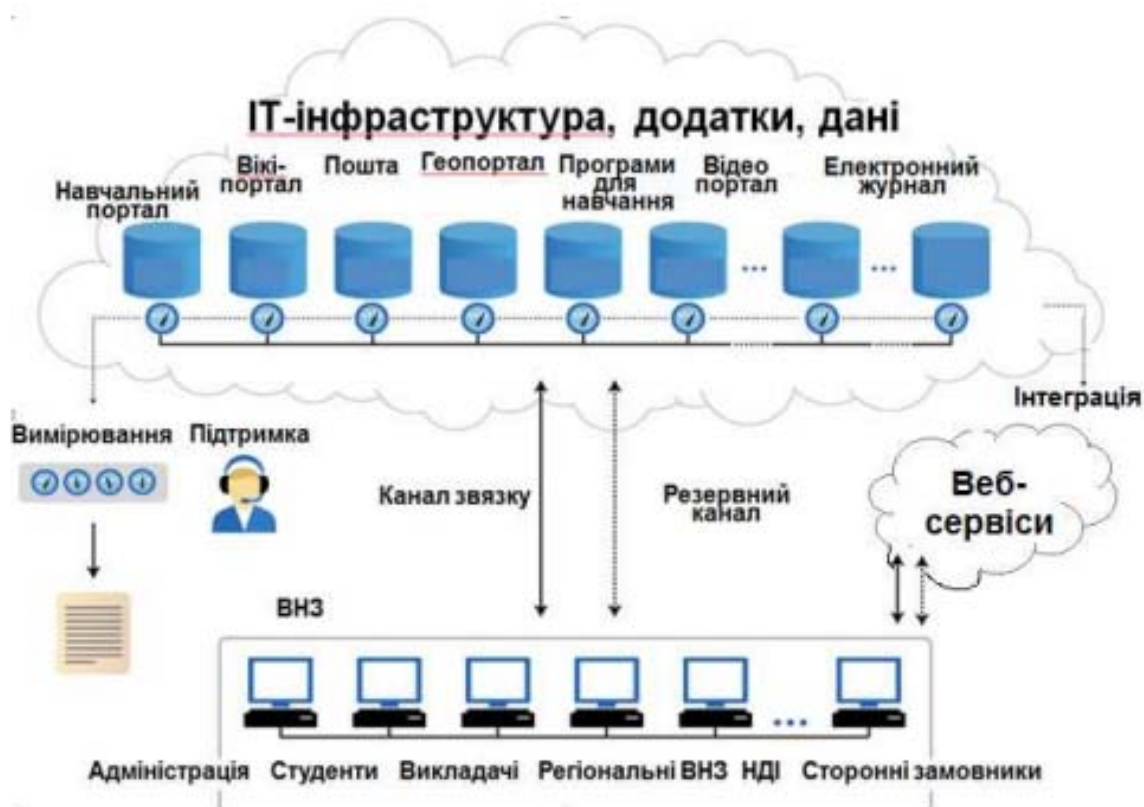 ІТ-інфраструктура, додатки, дані
Навчальний
портал
Вікі-
портал
Пошта
Геопортал
Програми
для
навчання
Відео
портал
Електронний
журнал
Інтеграція
Вимірювання
Підтримка
Канал звязку
Резервний
канал
Веб-
сервіси
ВНЗ
Адміністрація
Студенти
Викладачі
Регіональні ВНЗ
НДІ
Сторонні замовники